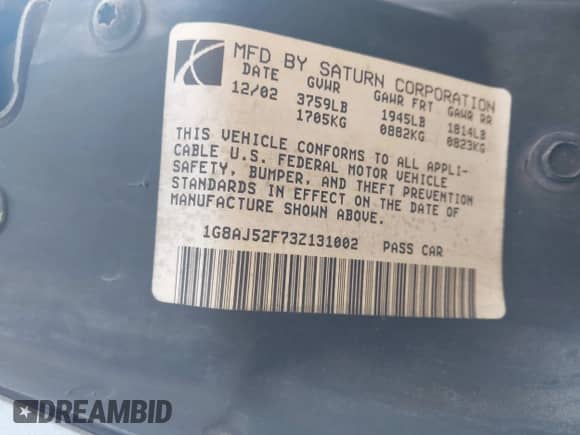 MFD BY SATURN CORPORATION
DATE GVWR GAWR FRT GAWR RR
12/02 3759LB 1945LB 1814LB
1705KG 0882KG 0823KG
THIS VEHICLE CONFORMS TO ALL APPLI-
CABLE U.S. FEDERAL MOTOR VEHICLE
SAFETY, BUMPER, AND THEFT PREVENTION
STANDARDS IN EFFECT ON THE DATE OF
MANUFACTURE SHOWN ABOVE.
1G8AJ52F73Z131002 PASS CAR
DREAMBID